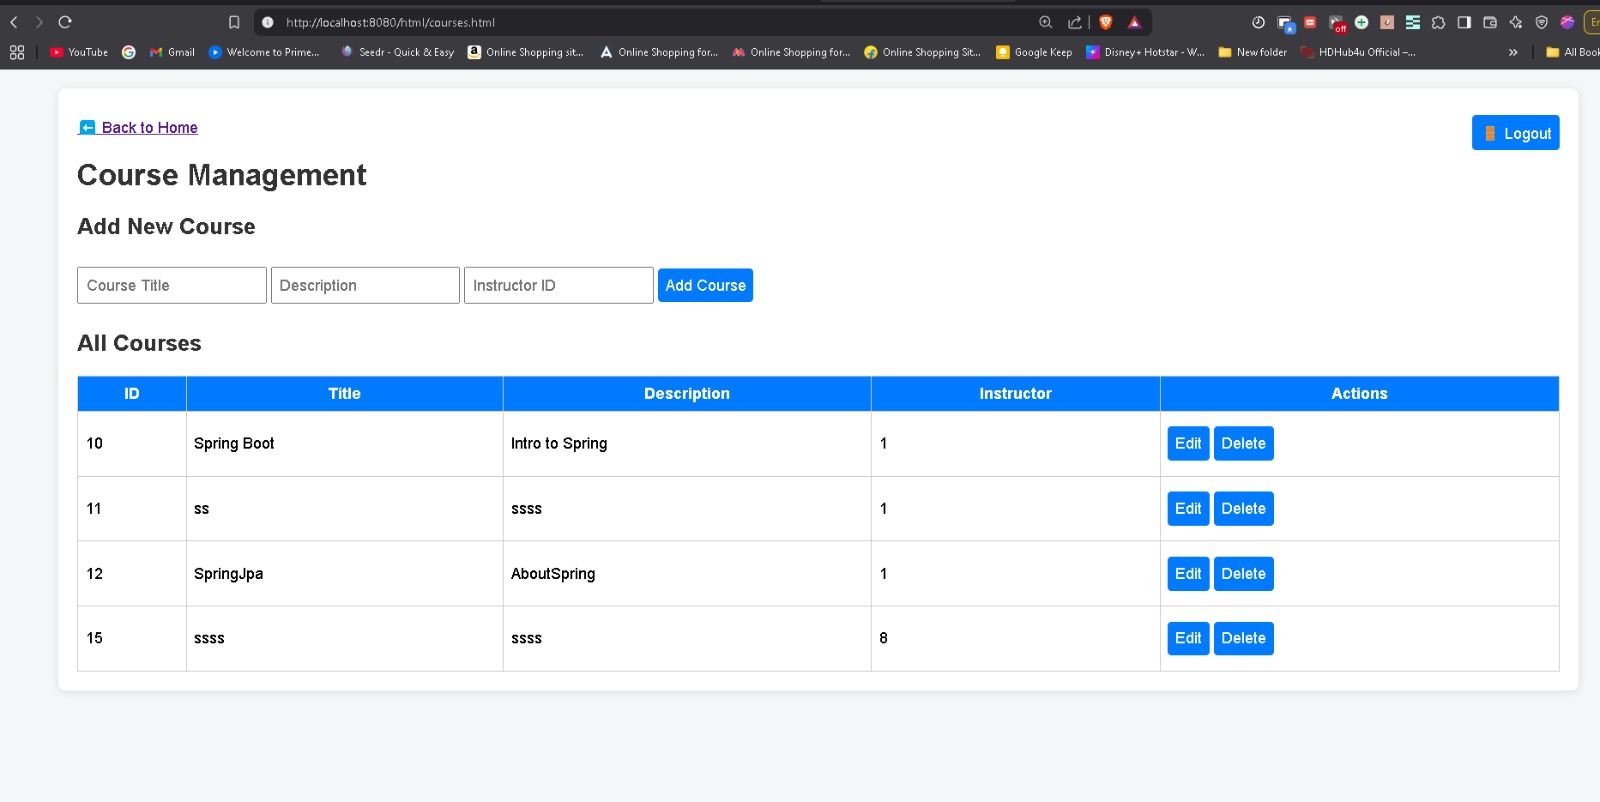 http://localhost:8080/html/courses.html
off
YouTube
Gmail
Welcome to Prime...
Seedr - Quick & Easy
Online Shopping sit...
Online Shopping for...
Online Shopping for...
Online Shopping Sit...
Google Keep
Disney+ Hotstar - W...
New folder
HDHub4u Official –...
»
All Book
Back to Home
Logout
Course Management
Add New Course
Course Title Description Instructor ID Add Course
All Courses
ID Title Description Instructor Actions
10 Spring Boot Intro to Spring 1 Edit Delete
11 ss ssss 1 Edit Delete
12 SpringJpa AboutSpring 1 Edit Delete
15 ssss ssss 8 Edit Delete